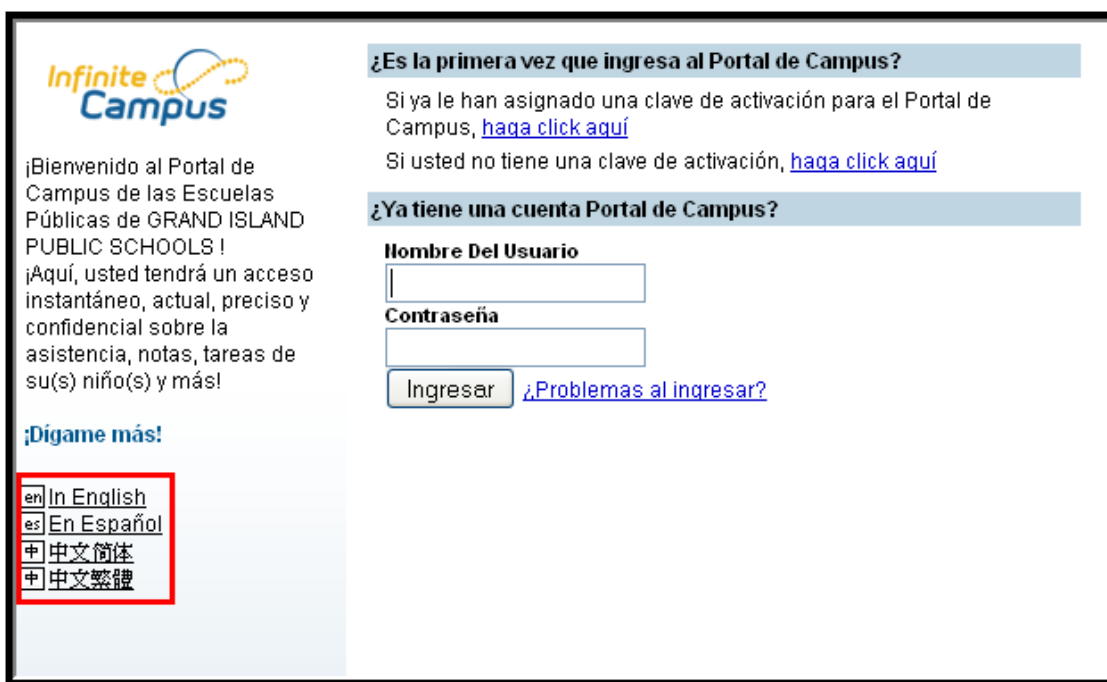 Infinite
Campus
¡Bienvenido al Portal de
Campus de las Escuelas
Públicas de GRAND ISLAND
PUBLIC SCHOOLS !
¡Aquí, usted tendrá un acceso
instantáneo, actual, preciso y
confidencial sobre la
asistencia, notas, tareas de
su(s) niño(s) y más!
¡Dígame más!
en In English
es En Español
中 中文简体
中 中文繁體
¿Es la primera vez que ingresa al Portal de Campus?
Si ya le han asignado una clave de activación para el Portal de
Campus, haga click aquí
Si usted no tiene una clave de activación, haga click aquí
¿Ya tiene una cuenta Portal de Campus?
Nombre Del Usuario
Contraseña
Ingresar ¿Problemas al ingresar?